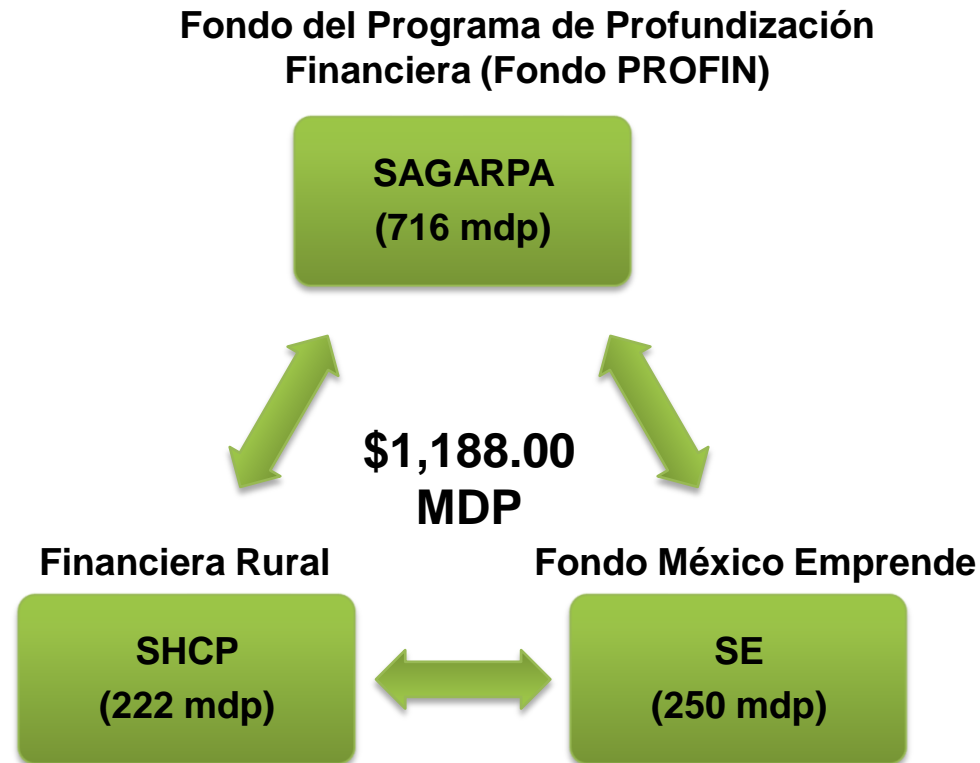 Fondo del Programa de Profundización
Financiera (Fondo PROFIN)
SAGARPA
(716 mdp)
$1,188.00
MDP
Financiera Rural
SHCP
(222 mdp)
Fondo México Emprende
SE
(250 mdp)